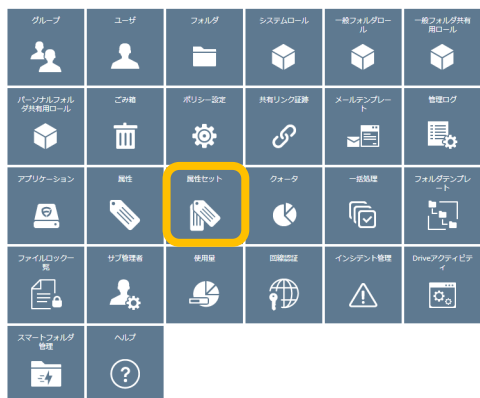 グループ
ユーザ
フォルダ
システムロール
一般フォルダロー
ル
一般フォルダ共有
用ロール
パーソナルフォル
ダ共有用ロール
ごみ箱
ポリシー設定
共有リンク証跡
メールテンプレー
ト
管理ログ
アプリケーション
属性
属性セット
クォータ
一括処理
フォルダテンプレ
ート
ファイルロック一
覧
サブ管理者
使用量
回線認証
インシデント管理
Driveアクティビテ
ィ
スマートフォルダ
管理
ヘルプ